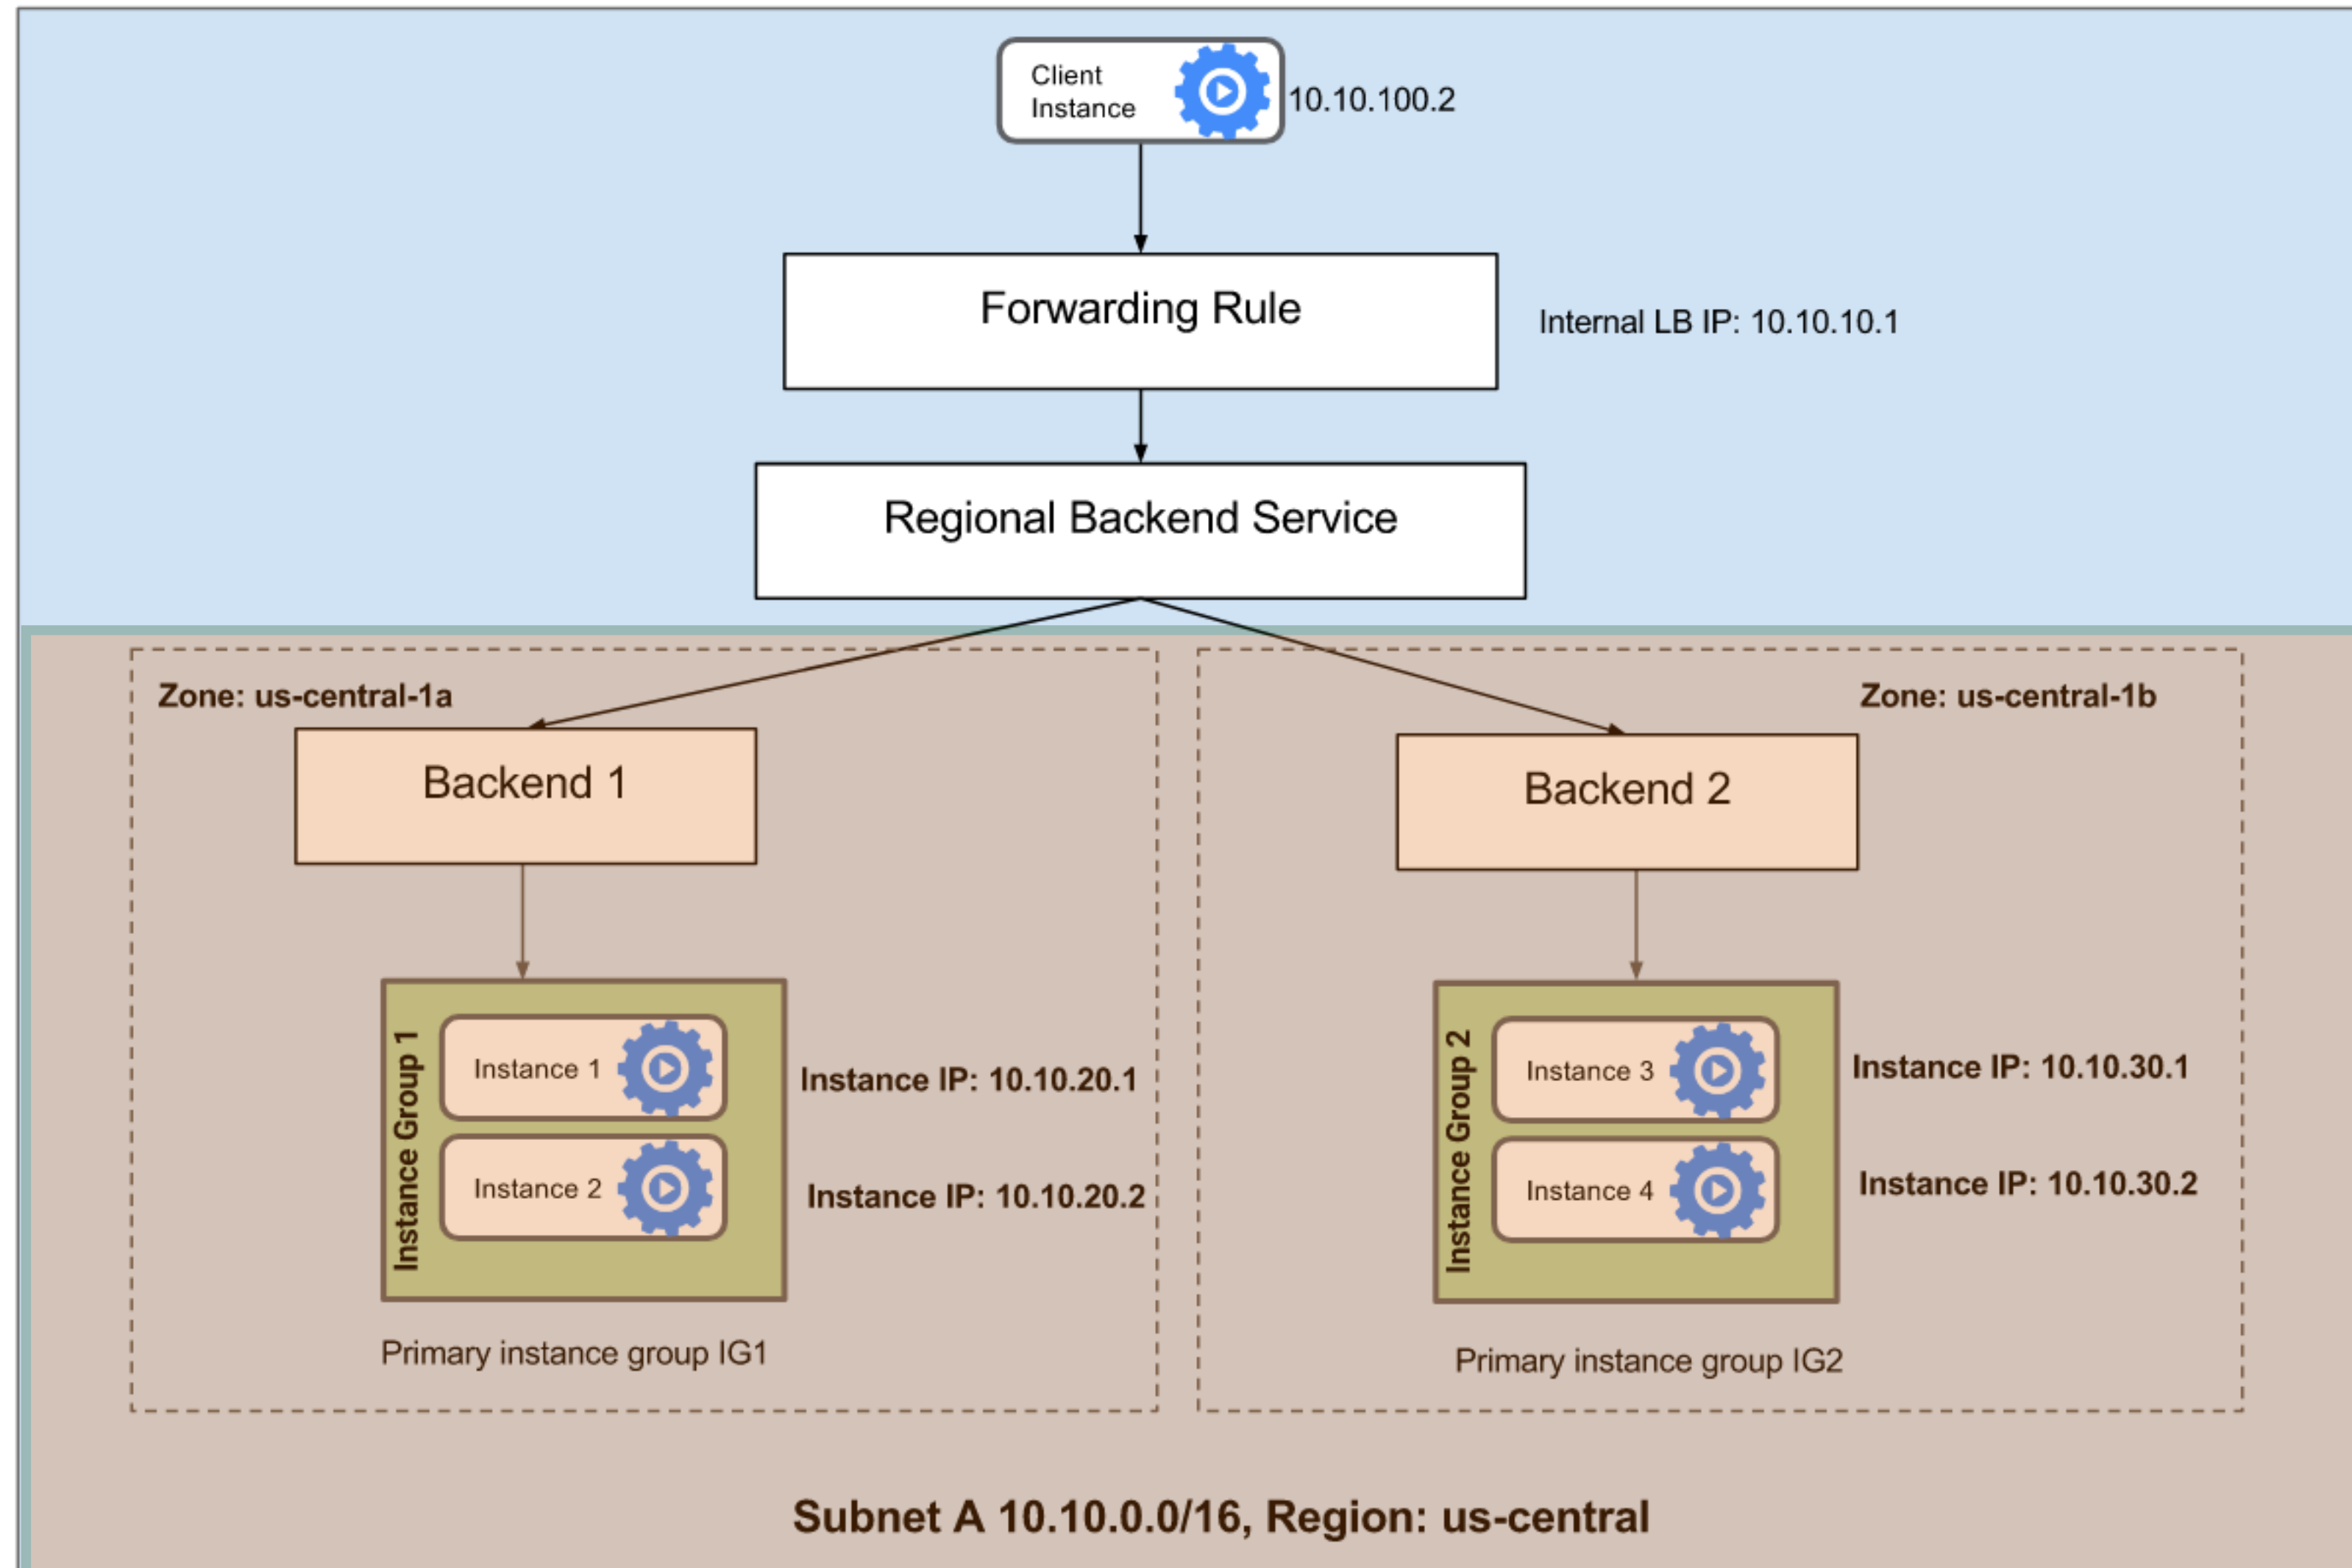 Client
Instance
10.10.100.2
Forwarding Rule
Internal LB IP: 10.10.10.1
Regional Backend Service
Zone: us-central-1a
Zone: us-central-1b
Backend 1
Backend 2
Instance Group 1
Instance 1
Instance IP: 10.10.20.1
Instance 2
Instance IP: 10.10.20.2
Primary instance group IG1
Instance Group 2
Instance 3
Instance IP: 10.10.30.1
Instance 4
Instance IP: 10.10.30.2
Primary instance group IG2
Subnet A 10.10.0.0/16, Region: us-central